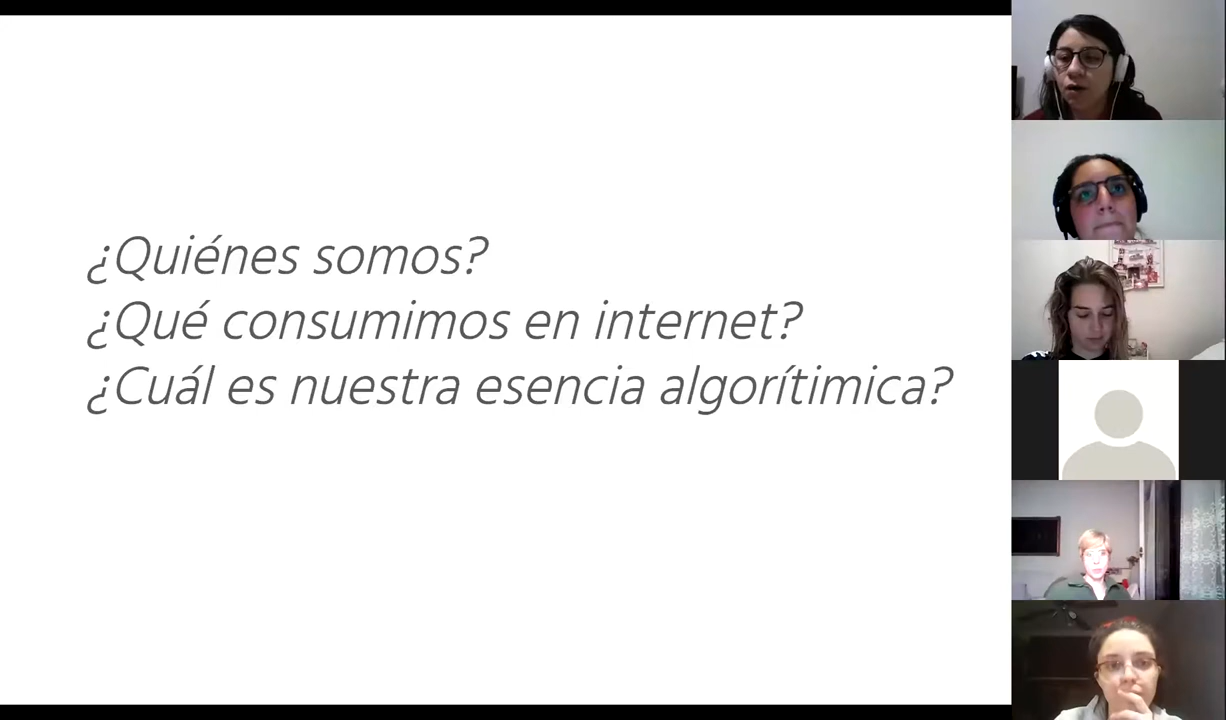 ¿Quiénes somos?
¿Qué consumimos en internet?
¿Cuál es nuestra esencia algorítimica?